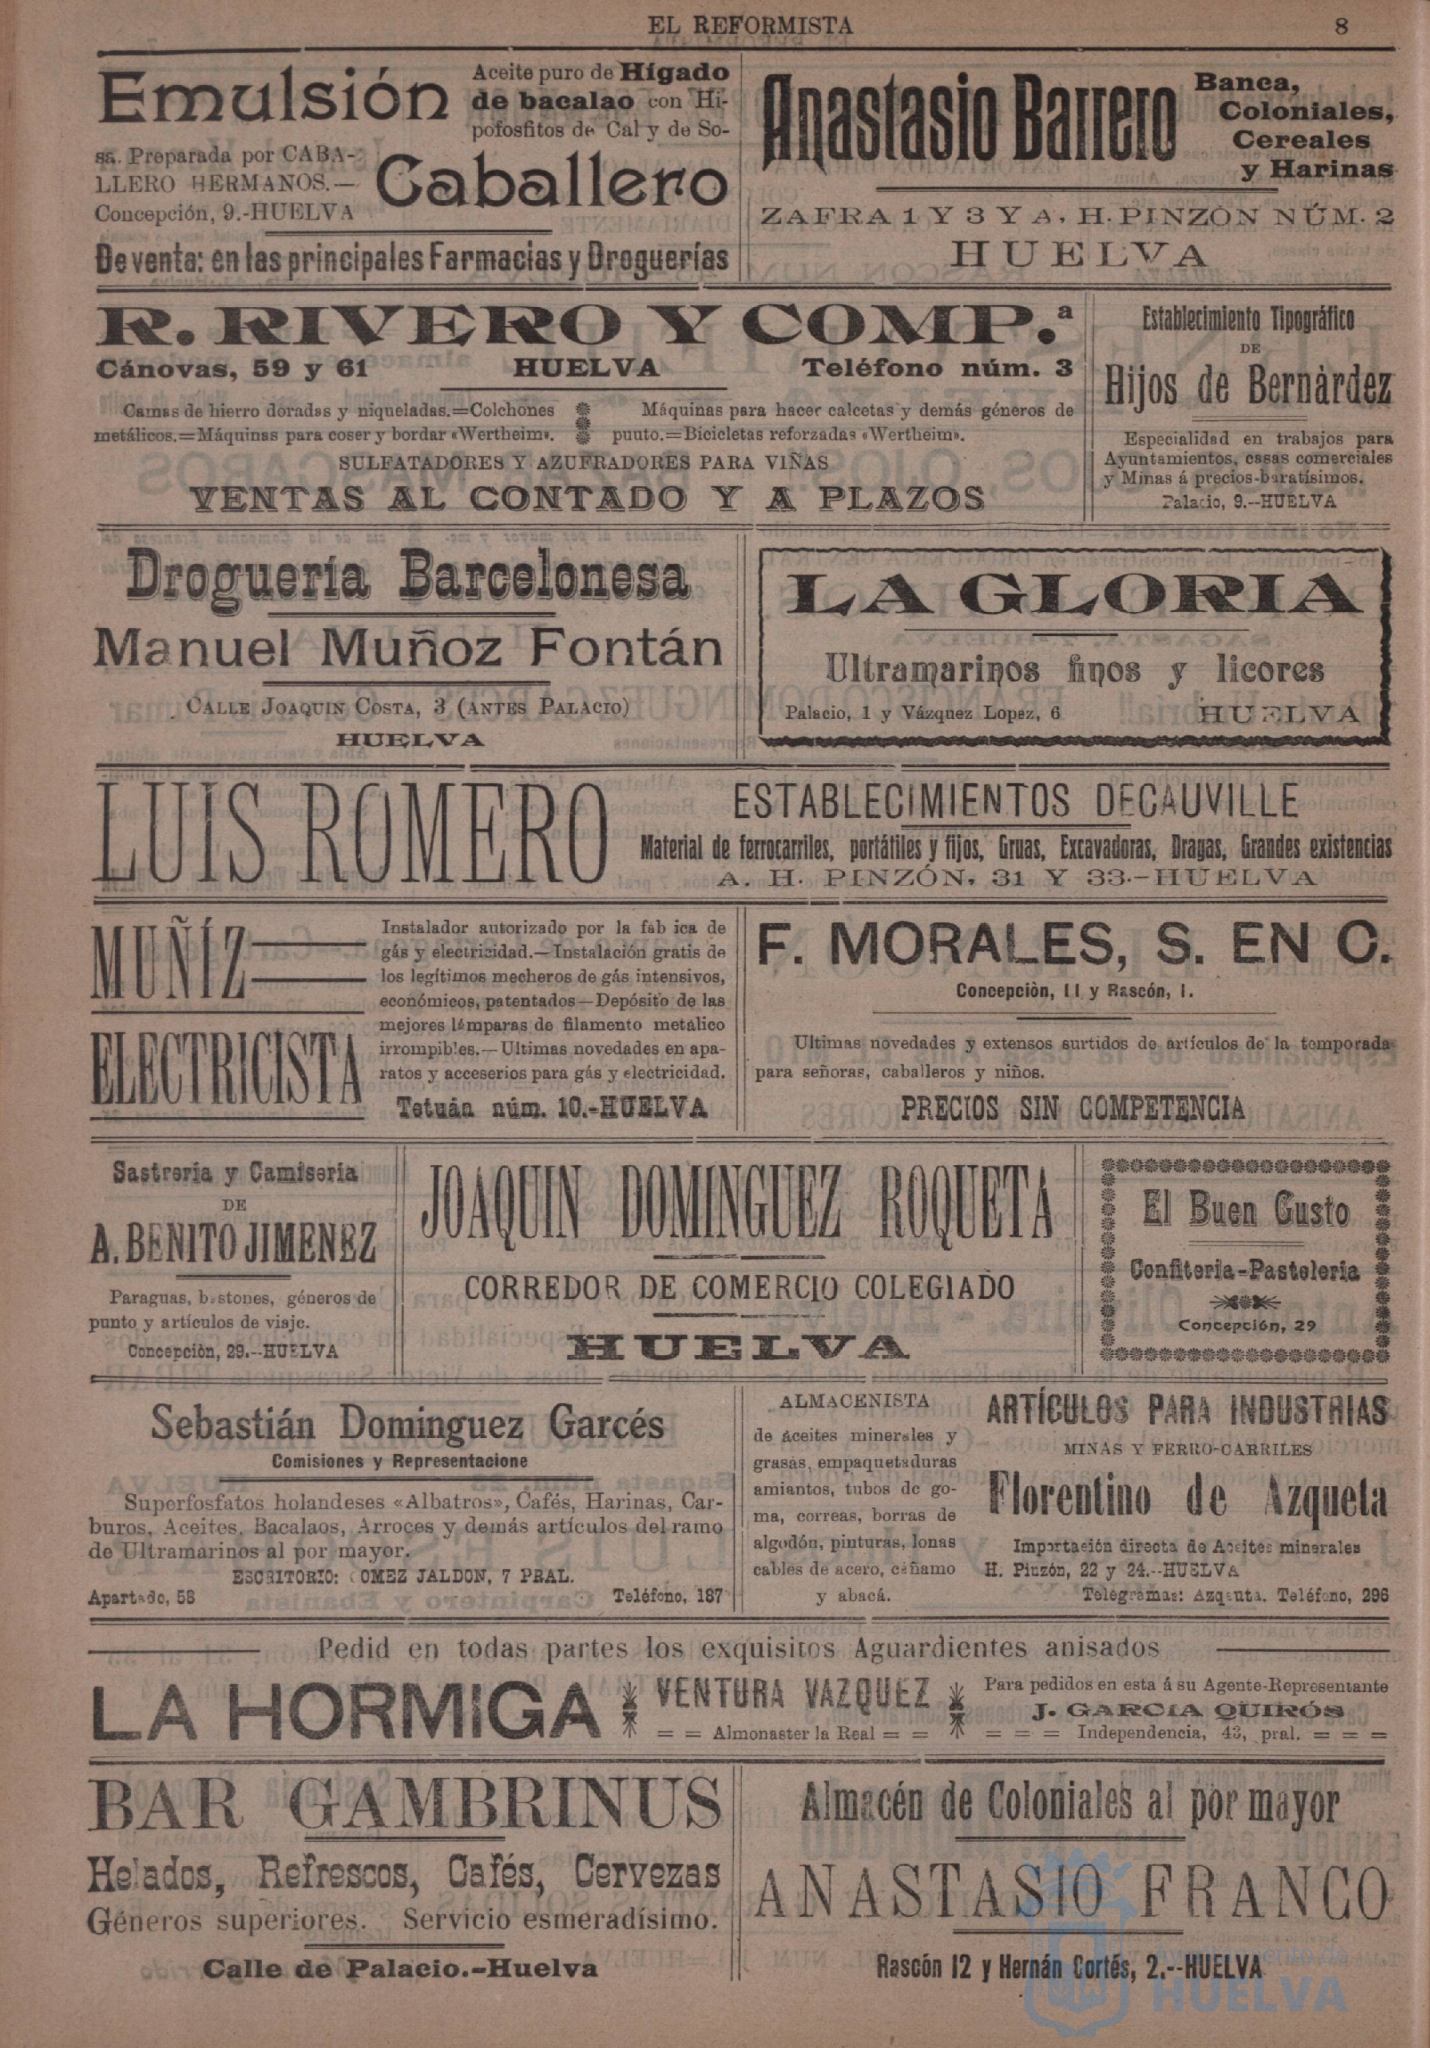 EL REFORMISTA
8
Emulsión
Aceite puro de Hígado
de bacalao con Hi-
pofosfitos de Cal y de So-
sa. Preparada por CABA-
LLERO HERMANOS.—
Concepción, 9.-HUELVA
Caballero
De venta: en las principales Farmacias y Droguerías
Anastasio Barrero
Banca,
Coloniales,
Cereales
y Harinas
ZAFRA 1 Y 3 Y A. H. PINZÓN NÚM. 2
HUELVA
R. RIVERO Y COMP.ª
Cánovas, 59 y 61 HUELVA Teléfono núm. 3
Camas de hierro doradas y niqueladas.=Colchones
metálicos.=Máquinas para coser y bordar «Wertheim».
Máquinas para hacer calcetas y demás géneros de
punto.=Bicicletas reforzadas «Wertheim».
SULFATADORES Y AZUFRADORES PARA VIÑAS
VENTAS AL CONTADO Y A PLAZOS
Establecimiento Tipográfico
DE
Hijos de Bernárdez
Especialidad en trabajos para
Ayuntamientos, casas comerciales
y Minas á precios-baratísimos.
Palacio, 9.--HUELVA
Droguería Barcelonesa
Manuel Muñoz Fontán
CALLE JOAQUIN COSTA, 3 (ANTES PALACIO)
HUELVA
LA GLORIA
Ultramarinos finos y licores
Palacio, 1 y Vázquez Lopez, 6 HUELVA
LUIS ROMERO
ESTABLECIMIENTOS DECAUVILLE
Material de ferrocarriles, portátiles y fijos, Gruas, Excavadoras, Dragas, Grandes existencias
A. H. PINZÓN, 31 Y 33.-HUELVA
MUÑÍZ
ELECTRICISTA
Instalador autorizado por la fáb ica de
gás y electricidad.—Instalación gratis de
los legítimos mecheros de gás intensivos,
económicos, patentados—Depósito de las
mejores lámparas de filamento metálico
irrompibles.—Ultimas novedades en apa-
ratos y acceserios para gás y electricidad.
Tetuán núm. 10.-HUELVA
F. MORALES, S. EN C.
Concepciòn, 11 y Rascón, 1.
Ultimas novedades y extensos surtidos de artículos de la temporada
para señoras, caballeros y niños.
PRECIOS SIN COMPETENCIA
Sastrería y Camisería
DE
A. BENITO JIMENEZ
Paraguas, bastones, géneros de
punto y artículos de viaje.
Concepciòn, 29.--HUELVA
JOAQUIN DOMINGUEZ ROQUETA
CORREDOR DE COMERCIO COLEGIADO
HUELVA
El Buen Gusto
Confiteria-Pasteleria
Concepción, 29
Sebastián Dominguez Garcés
Comisiones y Representacione
Superfosfatos holandeses «Albatros», Cafés, Harinas, Car-
buros, Aceites, Bacalaos, Arroces y demás artículos del ramo
de Ultramarinos al por mayor.
ESCRITORIO: OMEZ JALDON, 7 PRAL.
Apartado, 58 Teléfono, 187
ALMACENISTA
de áceites minerales y
grasas, empaquetaduras
amiantos, tubos de go-
ma, correas, borras de
algodón, pinturas, lonas
cables de acero, cáñamo
y abacá.
ARTÍCULOS PARA INDUSTRIAS
MINAS Y FERRO-CARRILES
Florentino de Azqueta
Importación directa de Aceites minerales
H. Pinzón, 22 y 24.--HUELVA
Telegramas: Azqueta. Teléfono, 296
Pedid en todas partes los exquisitos Aguardientes anisados
LA HORMIGA
VENTURA VAZQUEZ
= = Almonaster la Real = =
Para pedidos en esta á su Agente-Representante
J. GARCIA QUIRÓS
= = = Independencia, 43, pral. = = =
BAR GAMBRINUS
Helados, Refrescos, Cafés, Cervezas
Géneros superiores. Servicio esmeradísimo.
Calle de Palacio.-Huelva
Almacén de Coloniales al por mayor
ANASTASIO FRANCO
Rascón 12 y Hernán Cortés, 2.--HUELVA
Ayuntamiento de
HUELVA